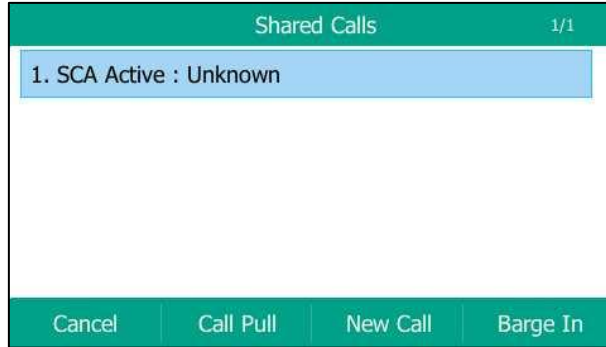 Shared Calls 1/1
1. SCA Active : Unknown
Cancel Call Pull New Call Barge In